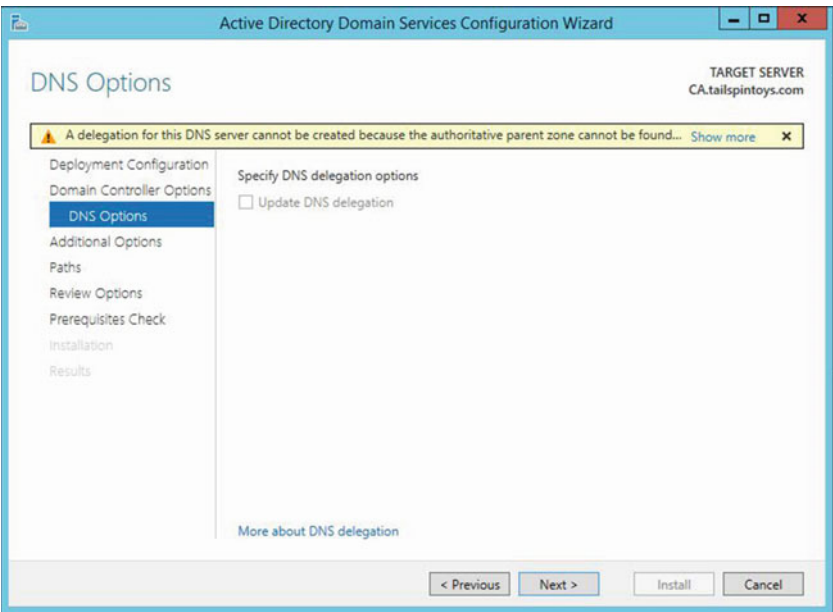 Active Directory Domain Services Configuration Wizard
DNS Options
TARGET SERVER
CA.tailspintoys.com
A delegation for this DNS server cannot be created because the authoritative parent zone cannot be found... Show more
Deployment Configuration
Domain Controller Options
DNS Options
Additional Options
Paths
Review Options
Prerequisites Check
Installation
Results
Specify DNS delegation options
Update DNS delegation
More about DNS delegation
< Previous Next > Install Cancel